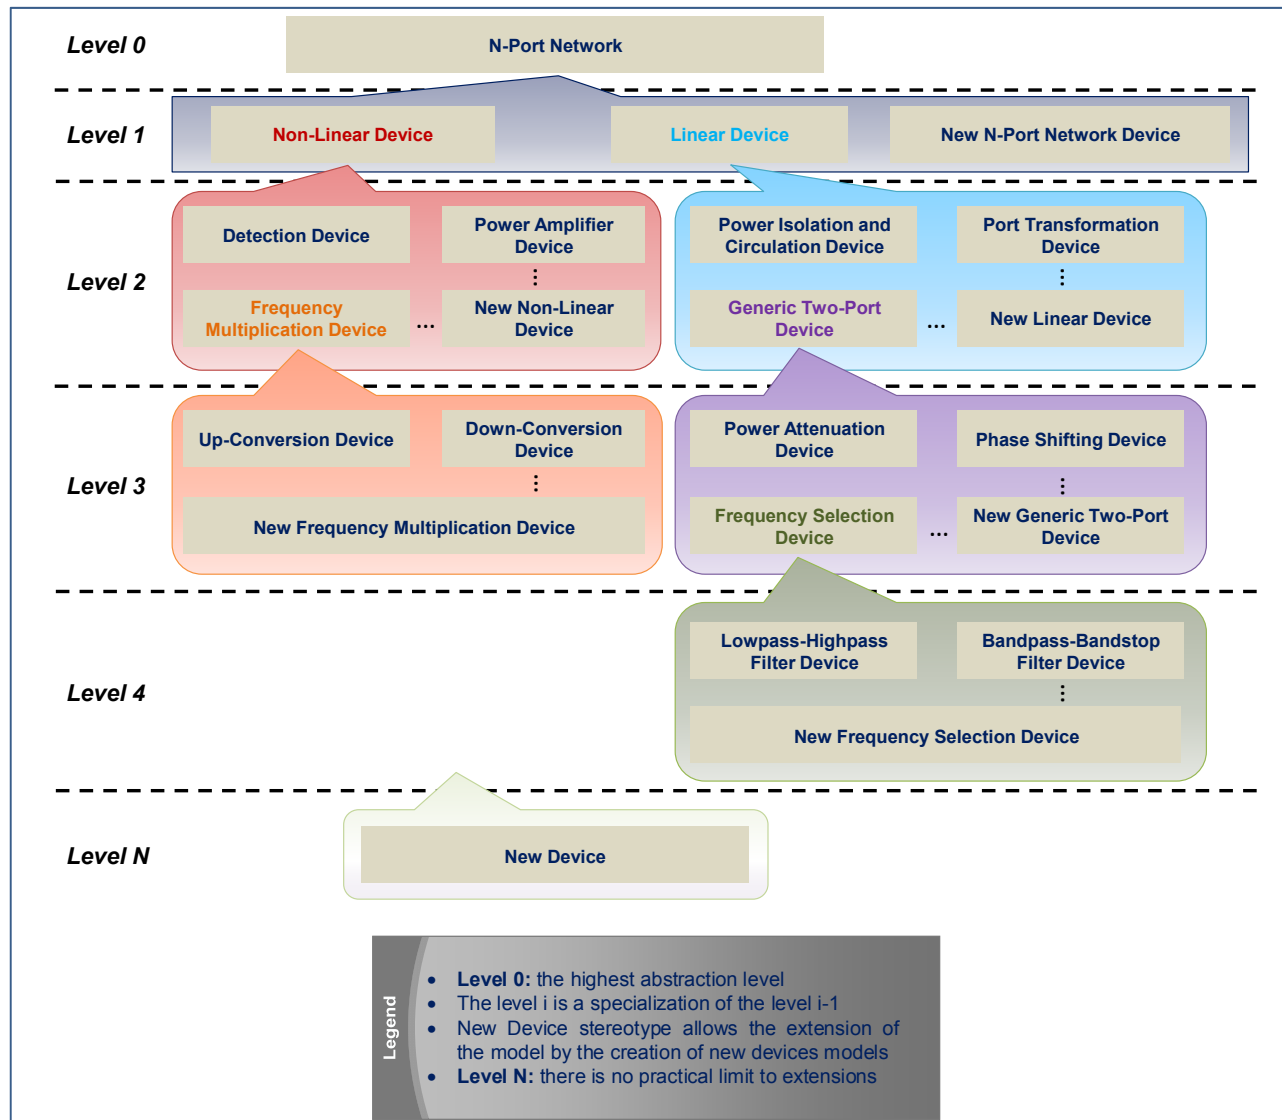 Level 0
N-Port Network
Level 1
Non-Linear Device
Linear Device
New N-Port Network Device
Level 2
Detection Device
Power Amplifier
Device
⋮
Frequency
Multiplication Device
...
New Non-Linear
Device
Power Isolation and
Circulation Device
Port Transformation
Device
⋮
Generic Two-Port
Device
...
New Linear Device
Level 3
Up-Conversion Device
Down-Conversion
Device
⋮
New Frequency Multiplication Device
Power Attenuation
Device
Phase Shifting Device
⋮
Frequency Selection
Device
...
New Generic Two-Port
Device
Level 4
Lowpass-Highpass
Filter Device
Bandpass-Bandstop
Filter Device
⋮
New Frequency Selection Device
Level N
New Device
Legend
• Level 0: the highest abstraction level
• The level i is a specialization of the level i-1
• New Device stereotype allows the extension of
the model by the creation of new devices models
• Level N: there is no practical limit to extensions